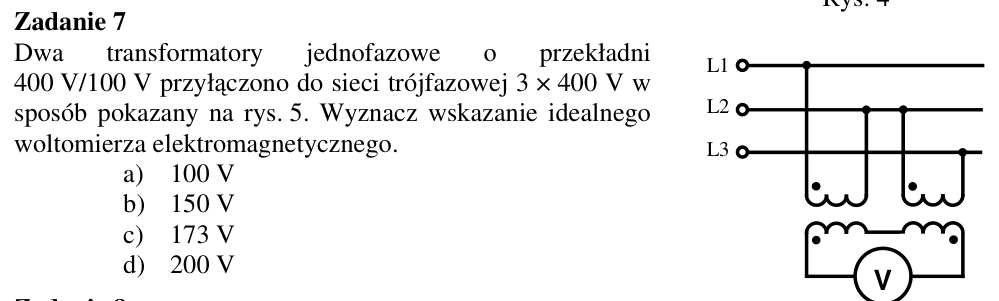 Rys. 4
Zadanie 7
Dwa transformatory jednofazowe o przekładni
400 V/100 V przyłączono do sieci trójfazowej 3 × 400 V w
sposób pokazany na rys. 5. Wyznacz wskazanie idealnego
woltomierza elektromagnetycznego.
a) 100 V
b) 150 V
c) 173 V
d) 200 V
L1
L2
L3
V